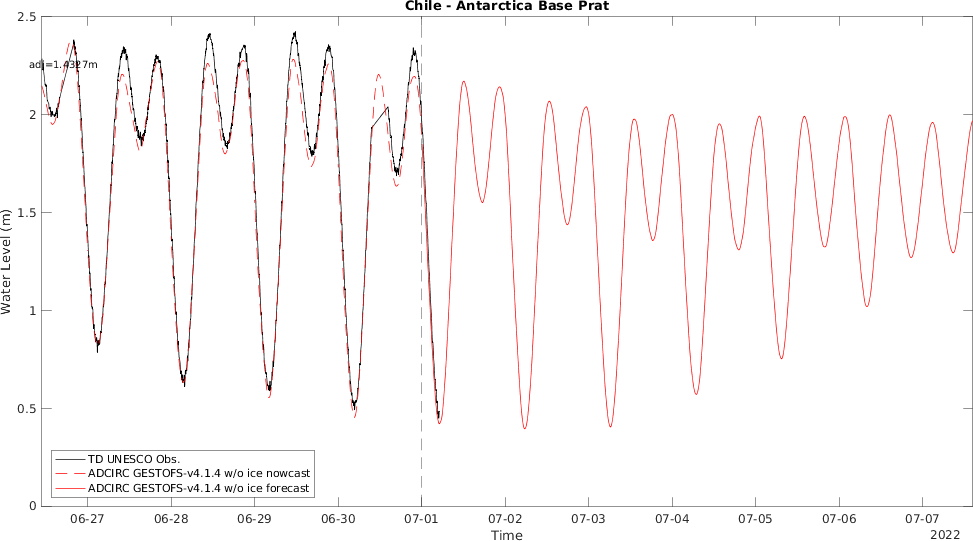 Chile - Antarctica Base Prat
2.5
adj=1.4327m
2
1.5
Water Level (m)
1
0.5
TD UNESCO Obs.
ADCIRC GESTOFS-v4.1.4 w/o ice nowcast
ADCIRC GESTOFS-v4.1.4 w/o ice forecast
0
06-27 06-28 06-29 06-30 07-01 07-02 07-03 07-04 07-05 07-06 07-07
Time
2022